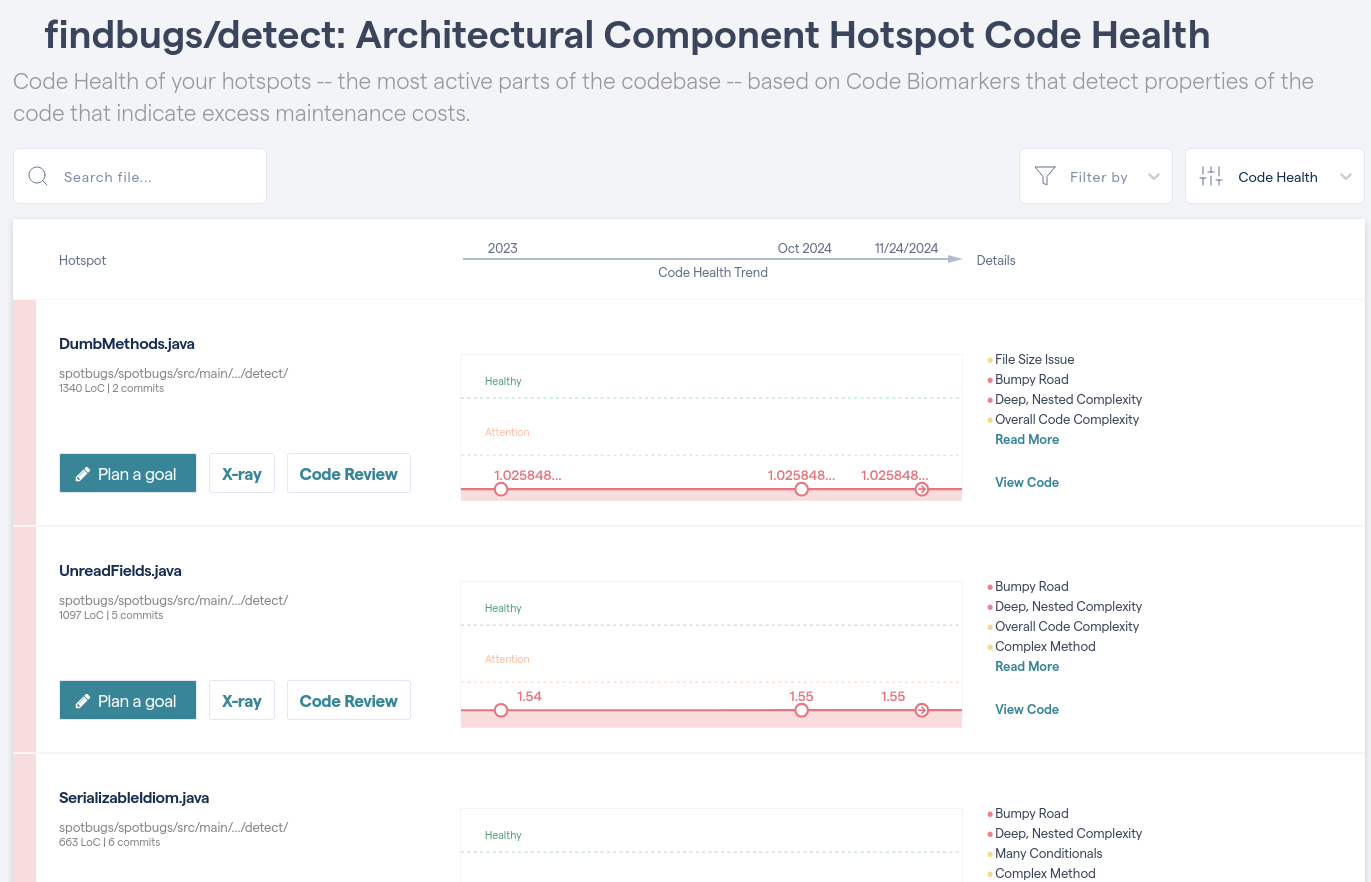 findbugs/detect: Architectural Component Hotspot Code Health
Code Health of your hotspots -- the most active parts of the codebase -- based on Code Biomarkers that detect properties of the
code that indicate excess maintenance costs.
Search file...
Filter by
Code Health
Hotspot
2023
Oct 2024
11/24/2024
Code Health Trend
Details
DumbMethods.java
spotbugs/spotbugs/src/main/.../detect/
1340 LoC | 2 commits
Plan a goal
X-ray
Code Review
Healthy
Attention
1.025848...
1.025848...
1.025848...
File Size Issue
Bumpy Road
Deep, Nested Complexity
Overall Code Complexity
Read More
View Code
UnreadFields.java
spotbugs/spotbugs/src/main/.../detect/
1097 LoC | 5 commits
Plan a goal
X-ray
Code Review
Healthy
Attention
1.54
1.55
1.55
Bumpy Road
Deep, Nested Complexity
Overall Code Complexity
Complex Method
Read More
View Code
SerializableIdiom.java
spotbugs/spotbugs/src/main/.../detect/
663 LoC | 6 commits
Healthy
Bumpy Road
Deep, Nested Complexity
Many Conditionals
Complex Method